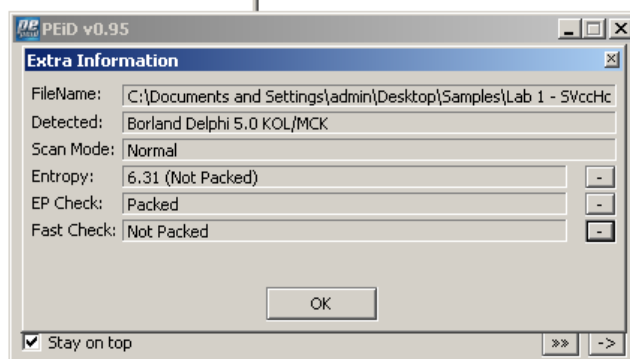 PEiD v0.95
Extra Information
FileName: C:\Documents and Settings\admin\Desktop\Samples\Lab 1 - SVccHc
Detected: Borland Delphi 5.0 KOL/MCK
Scan Mode: Normal
Entropy: 6.31 (Not Packed) -
EP Check: Packed -
Fast Check: Not Packed -
OK
Stay on top »» ->